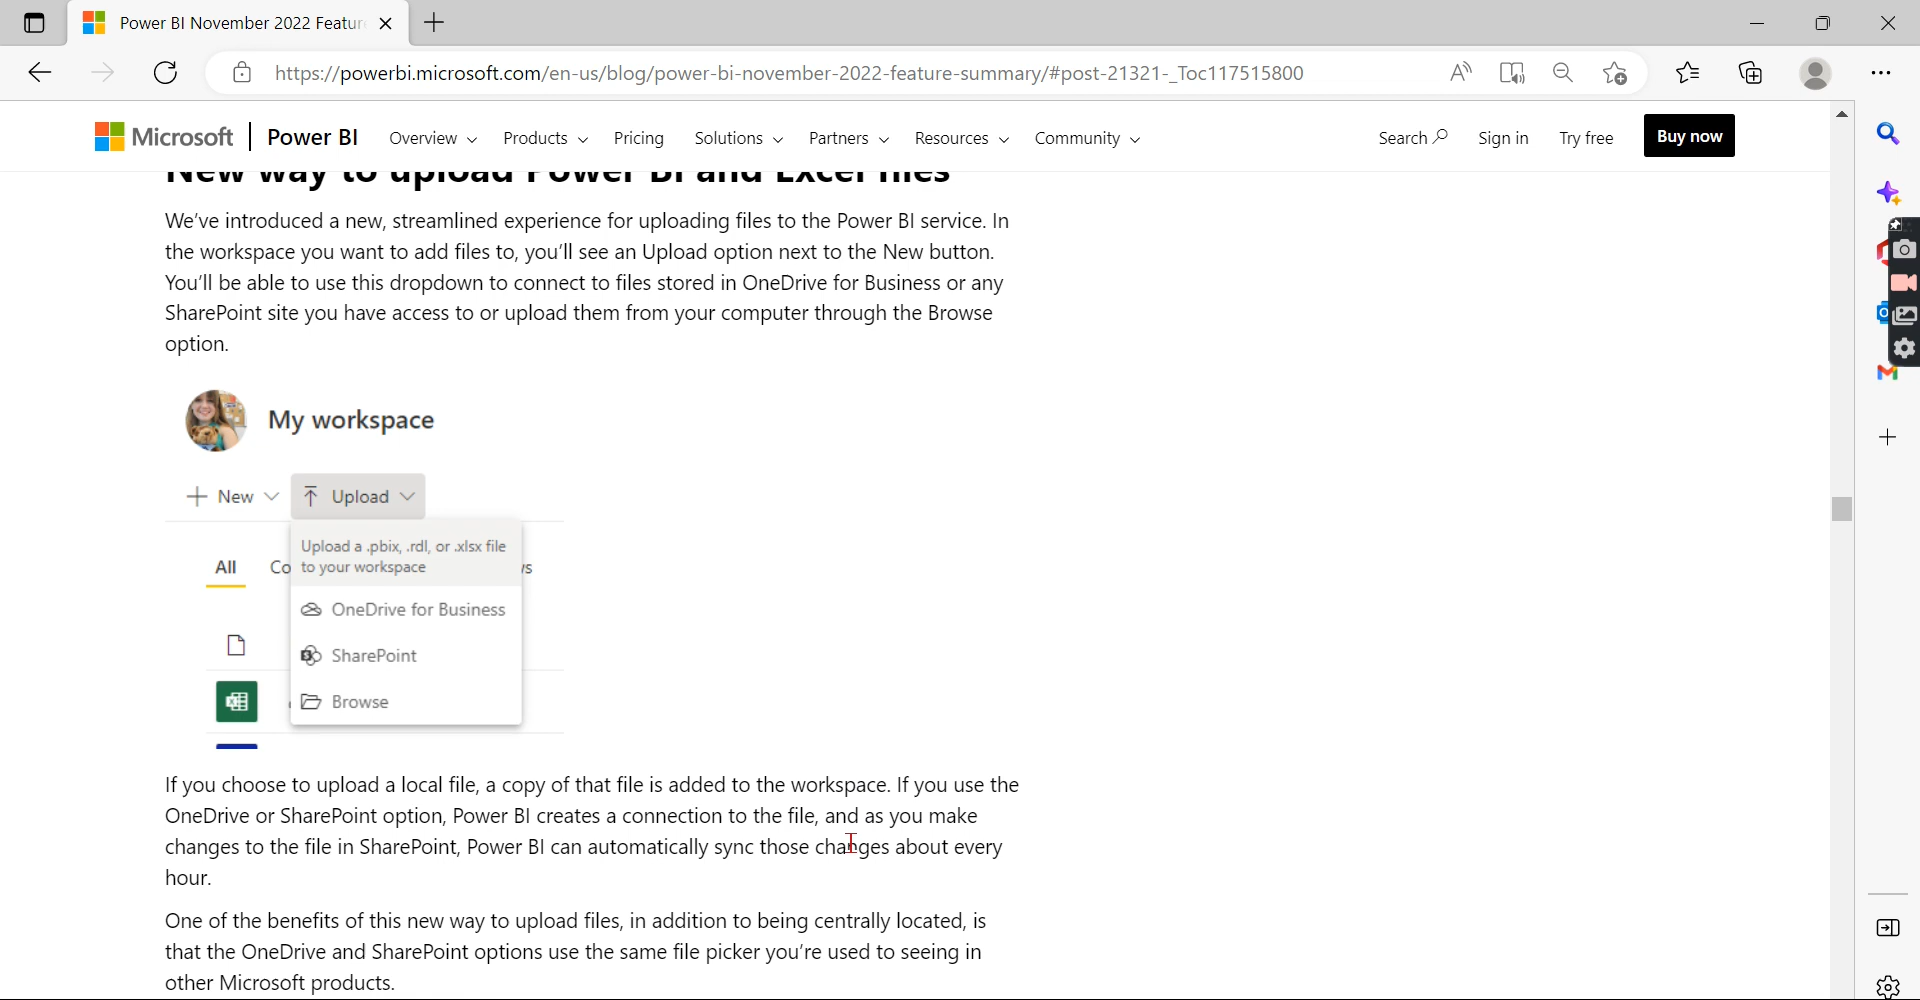 Power BI November 2022 Featur
https://powerbi.microsoft.com/en-us/blog/power-bi-november-2022-feature-summary/#post-21321-_Toc117515800
Microsoft Power BI Overview Products Pricing Solutions Partners Resources Community Search Sign in Try free Buy now
New way to upload Power BI and Excel files
We've introduced a new, streamlined experience for uploading files to the Power BI service. In
the workspace you want to add files to, you'll see an Upload option next to the New button.
You'll be able to use this dropdown to connect to files stored in OneDrive for Business or any
SharePoint site you have access to or upload them from your computer through the Browse
option.
My workspace
New Upload
Upload a .pbix, .rdl, or .xlsx file
to your workspace
All Co
OneDrive for Business
SharePoint
Browse
If you choose to upload a local file, a copy of that file is added to the workspace. If you use the
OneDrive or SharePoint option, Power BI creates a connection to the file, and as you make
changes to the file in SharePoint, Power BI can automatically sync those changes about every
hour.
One of the benefits of this new way to upload files, in addition to being centrally located, is
that the OneDrive and SharePoint options use the same file picker you're used to seeing in
other Microsoft products.